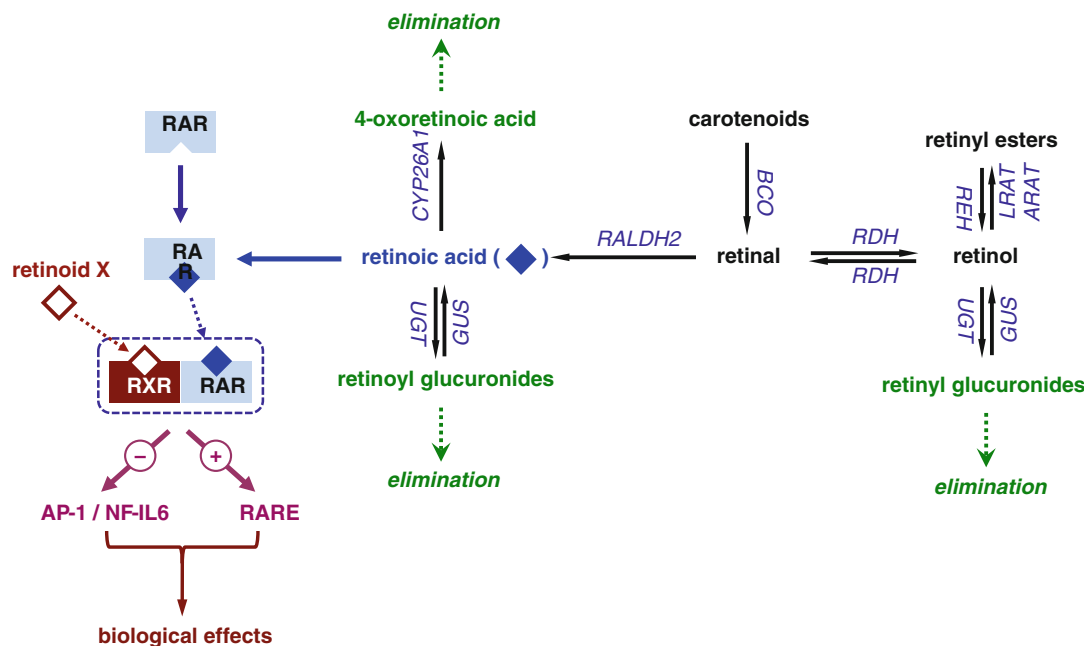 elimination
4-oxoretinoic acid
CYP26A1
carotenoids
BCO
retinyl esters
REH
LRAT
ARAT
RAR
RA
R
retinoic acid ( )
RALDH2
retinal
RDH
RDH
retinol
retinoid X
UGT
GUS
UGT
GUS
RXR
RAR
retinoyl glucuronides
retinyl glucuronides
−
+
elimination
elimination
AP-1 / NF-IL6
RARE
biological effects